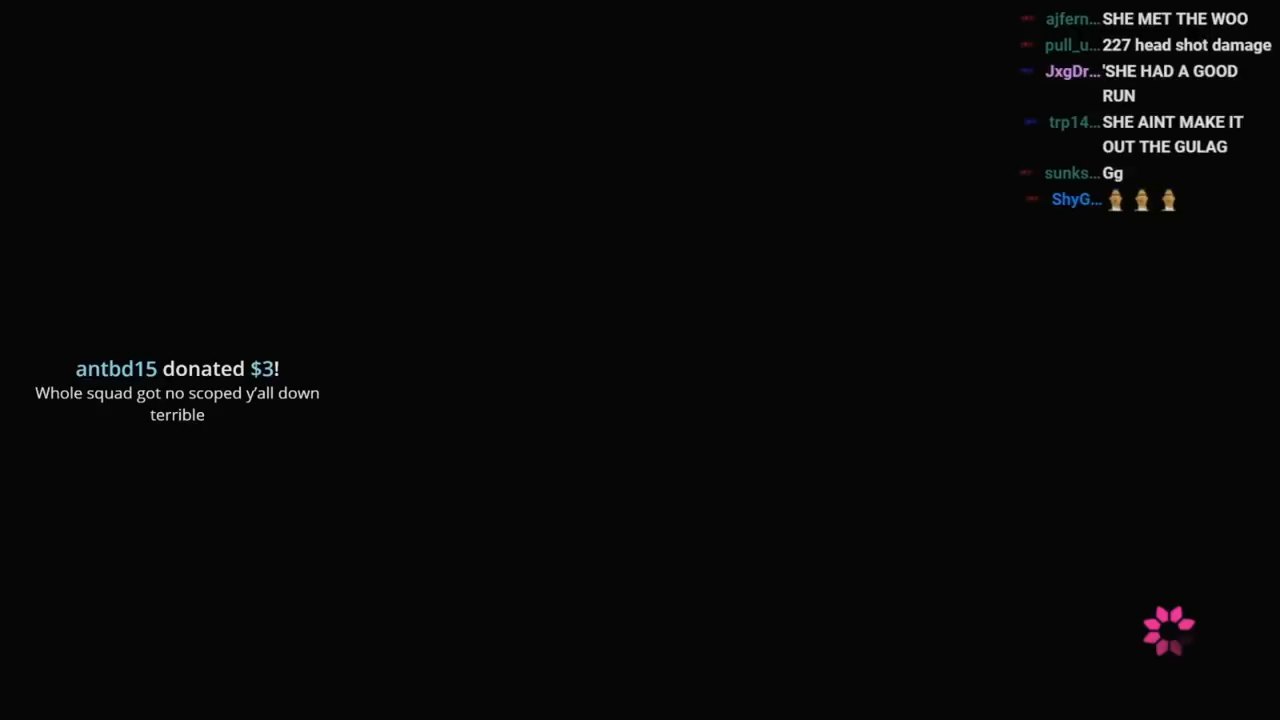 ajfern…SHE MET THE WOO
pull_u…227 head shot damage
JxgDr…'SHE HAD A GOOD
RUN
trp14…SHE AINT MAKE IT
OUT THE GULAG
sunks…Gg
ShyG…
antbd15 donated $3!
Whole squad got no scoped y’all down
terrible